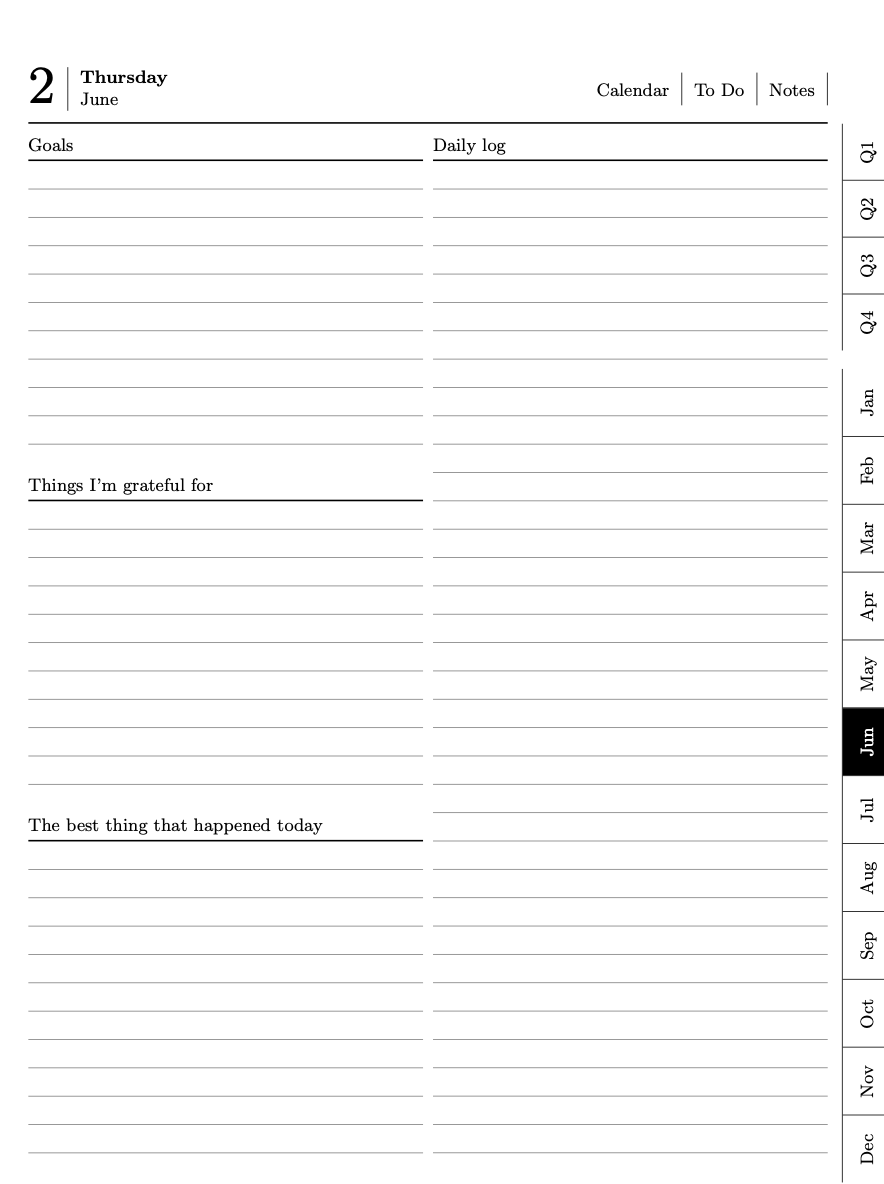 2
Thursday
June
Calendar
To Do
Notes
Goals
Things I'm grateful for
The best thing that happened today
Daily log
Q1
Q2
Q3
Q4
Jan
Feb
Mar
Apr
May
Jun
Jul
Aug
Sep
Oct
Nov
Dec